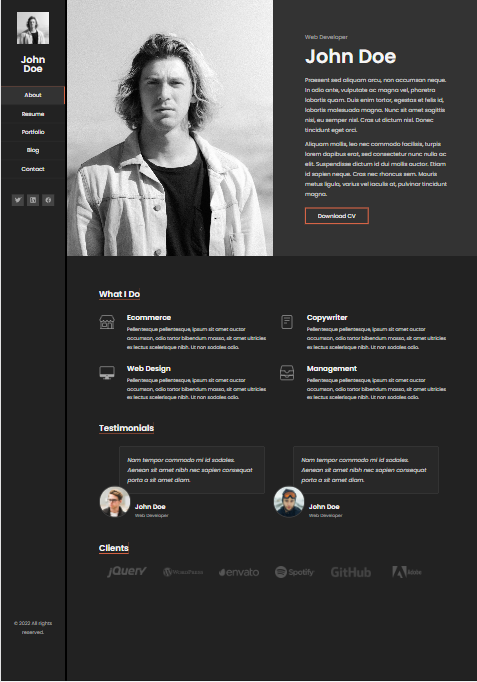 John
Doe
About
Resume
Portfolio
Blog
Contact
© 2022 All rights
reserved.
Web Developer
John Doe
Praesent sed aliquam arcu, non accumsan neque.
In odio ante, vulputate ac magna vel, pharetra
lobortis quam. Duis enim tortor, egestas et felis id,
lobortis malesuada magna. Nunc sit amet sagittis
nisi, eu semper nisl. Cras ut dictum nisl. Donec
tincidunt eget orci.
Aliquam mollis, leo nec commodo facilisis, turpis
lorem dapibus erat, sed consectetur nunc nulla ac
elit. Suspendisse dictum id dui mattis auctor. Etiam
id sapien neque. Cras nec rhoncus sem. Mauris
metus ligula, varius vel iaculis at, pulvinar tincidunt
magna.
Download CV
What I Do
Ecommerce
Pellentesque pellentesque, ipsum sit amet auctor
accumsan, odio tortor bibendum massa, sit amet ultricies
ex lectus scelerisque nibh. Ut non sodales odio.
Copywriter
Pellentesque pellentesque, ipsum sit amet auctor
accumsan, odio tortor bibendum massa, sit amet ultricies
ex lectus scelerisque nibh. Ut non sodales odio.
Web Design
Pellentesque pellentesque, ipsum sit amet auctor
accumsan, odio tortor bibendum massa, sit amet ultricies
ex lectus scelerisque nibh. Ut non sodales odio.
Management
Pellentesque pellentesque, ipsum sit amet auctor
accumsan, odio tortor bibendum massa, sit amet ultricies
ex lectus scelerisque nibh. Ut non sodales odio.
Testimonials
Nam tempor commodo mi id sodales.
Aenean sit amet nibh nec sapien consequat
porta a sit amet diam.
John Doe
Web Developer
Nam tempor commodo mi id sodales.
Aenean sit amet nibh nec sapien consequat
porta a sit amet diam.
John Doe
Web Developer
Clients
jQuery
WordPress
envato
Spotify
GitHub
Adobe